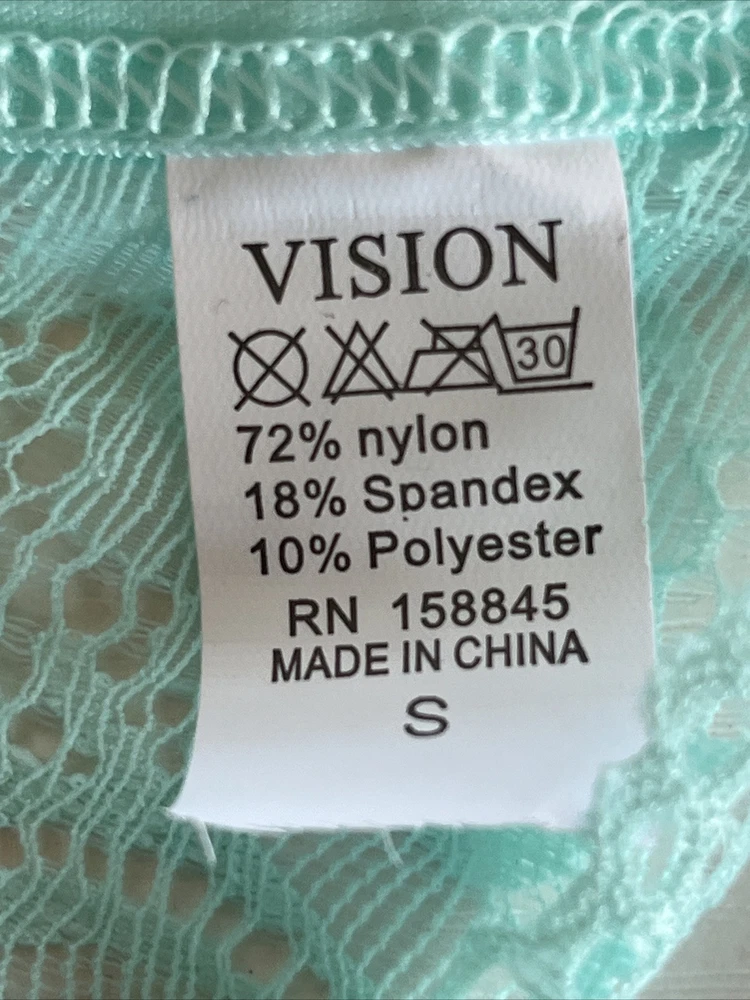 VISION
30
72% nylon
18% Spandex
10% Polyester
RN 158845
MADE IN CHINA
S